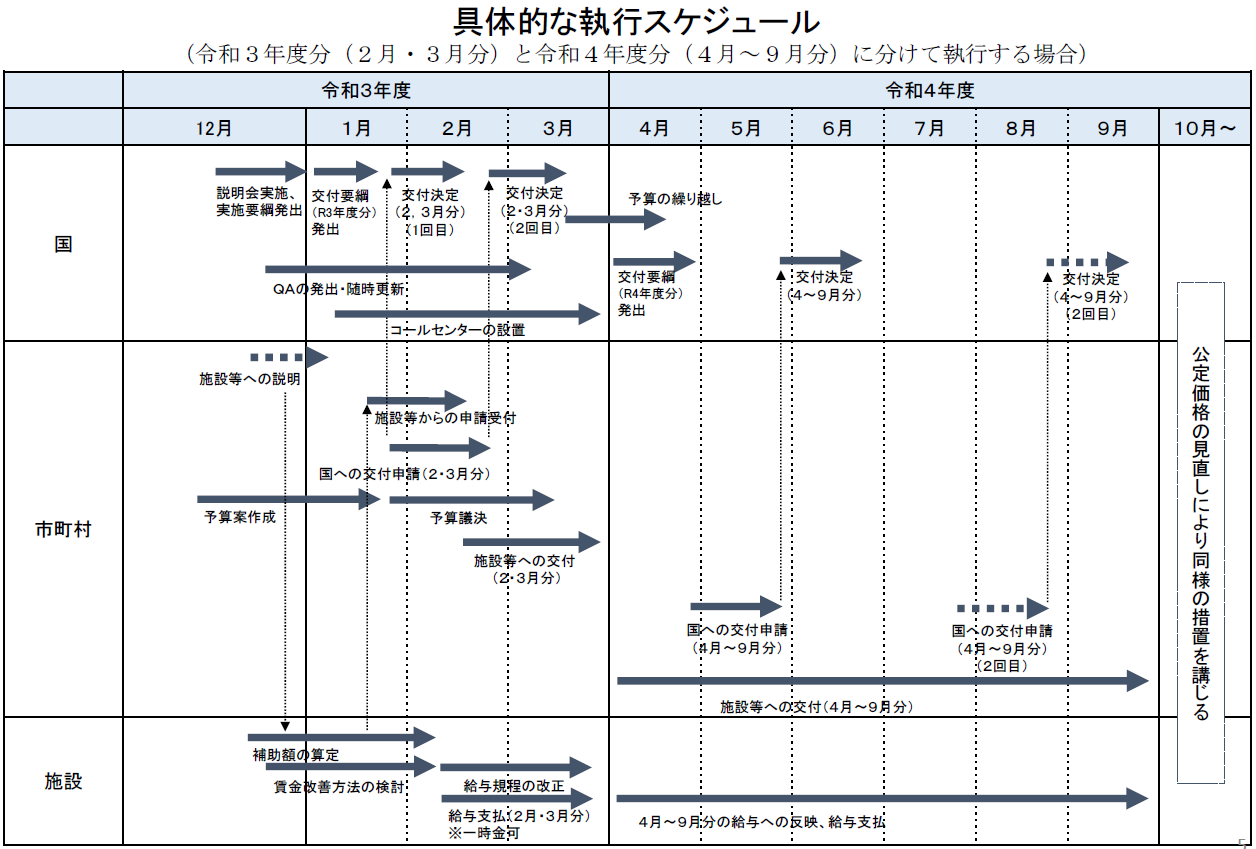 具体的な執行スケジュール
（令和３年度分（２月・３月分）と令和４年度分（４月～９月分）に分けて執行する場合）
令和３年度
令和４年度
12月
１月
２月
３月
４月
５月
６月
７月
８月
９月
１０月～
国
説明会実施、
実施要綱発出
交付要綱
（R3年度分）
発出
交付決定
（２，３月分）
（１回目）
交付決定
（２・３月分）
（２回目）
予算の繰り越し
QAの発出・随時更新
コールセンターの設置
交付要綱
（R4年度分）
発出
交付決定
（４～９月分）
交付決定
（４～９月分）
（２回目）
市町村
施設等への説明
施設等からの申請受付
国への交付申請（２・３月分）
予算案作成
予算議決
施設等への交付
（２・３月分）
国への交付申請
（４月～９月分）
国への交付申請
（４月～９月分）
（２回目）
施設等への交付（４月～９月分）
施設
補助額の算定
賃金改善方法の検討
給与規程の改正
給与支払（２月・３月分）
※一時金可
４月～９月分の給与への反映、給与支払
公定価格の見直しにより同様の措置を講じる
5